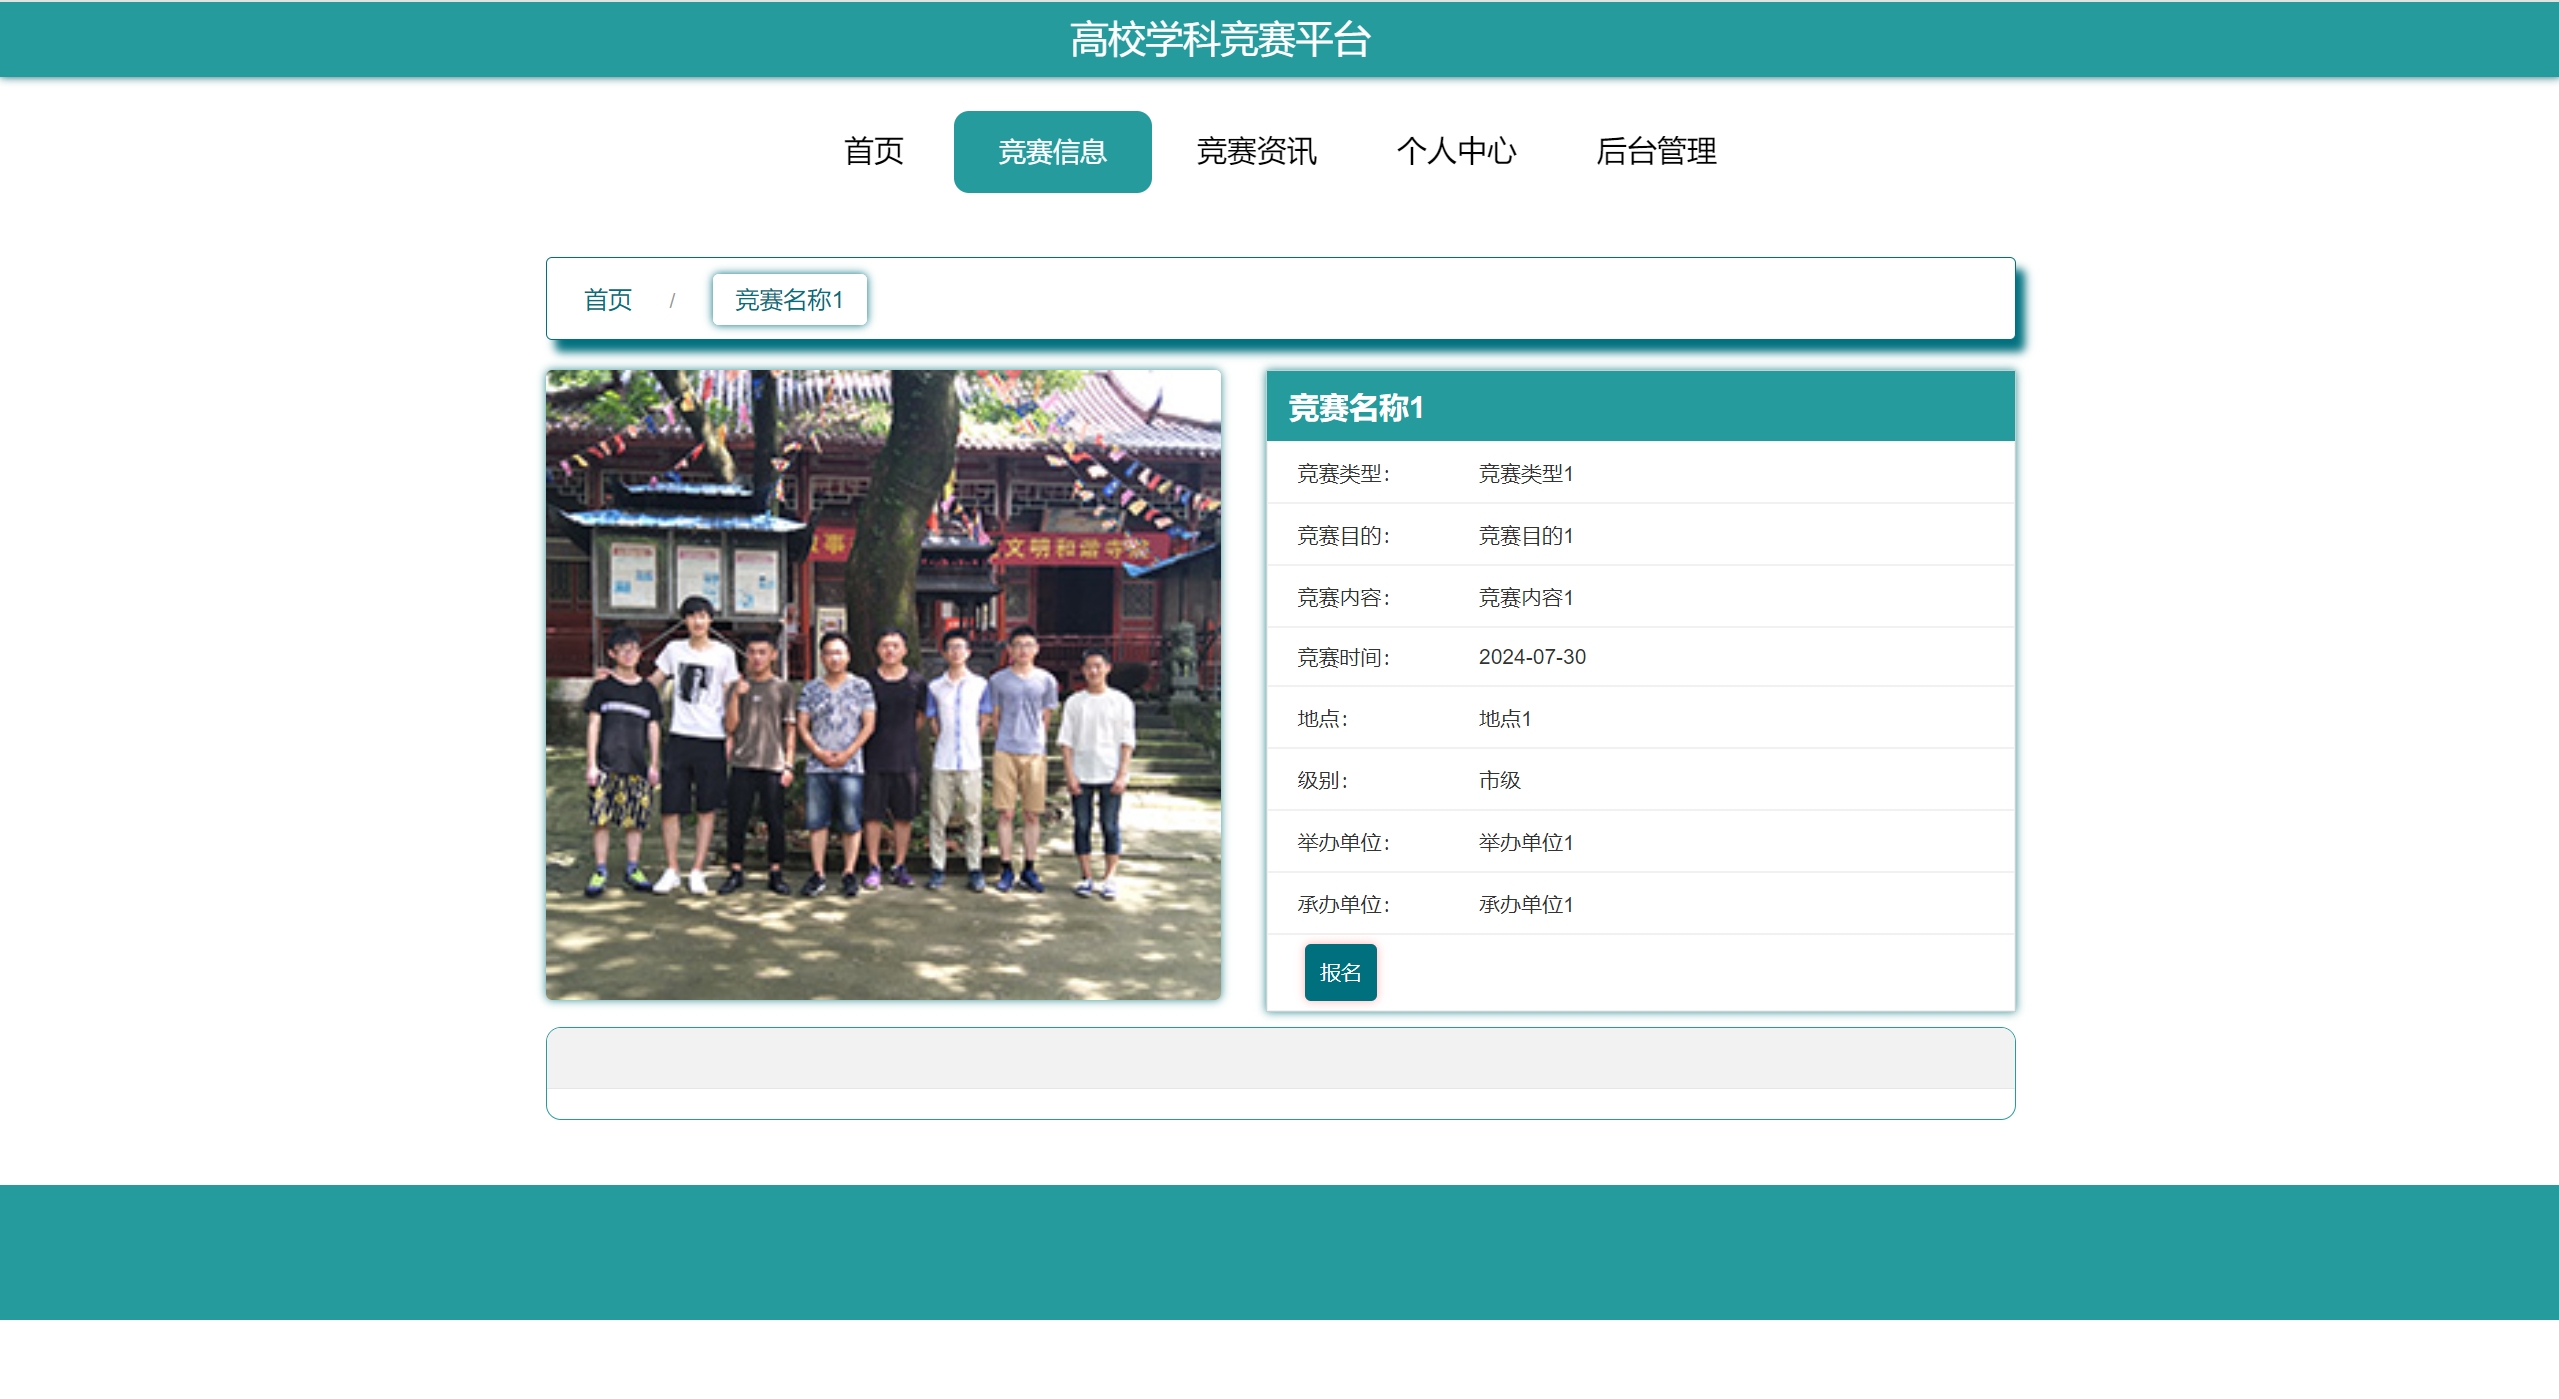 高校学科竞赛平台
首页 竞赛信息 竞赛资讯 个人中心 后台管理
首页 / 竞赛名称1
文明和谐寺
竞赛名称1
竞赛类型： 竞赛类型1
竞赛目的： 竞赛目的1
竞赛内容： 竞赛内容1
竞赛时间： 2024-07-30
地点： 地点1
级别： 市级
举办单位： 举办单位1
承办单位： 承办单位1
报名